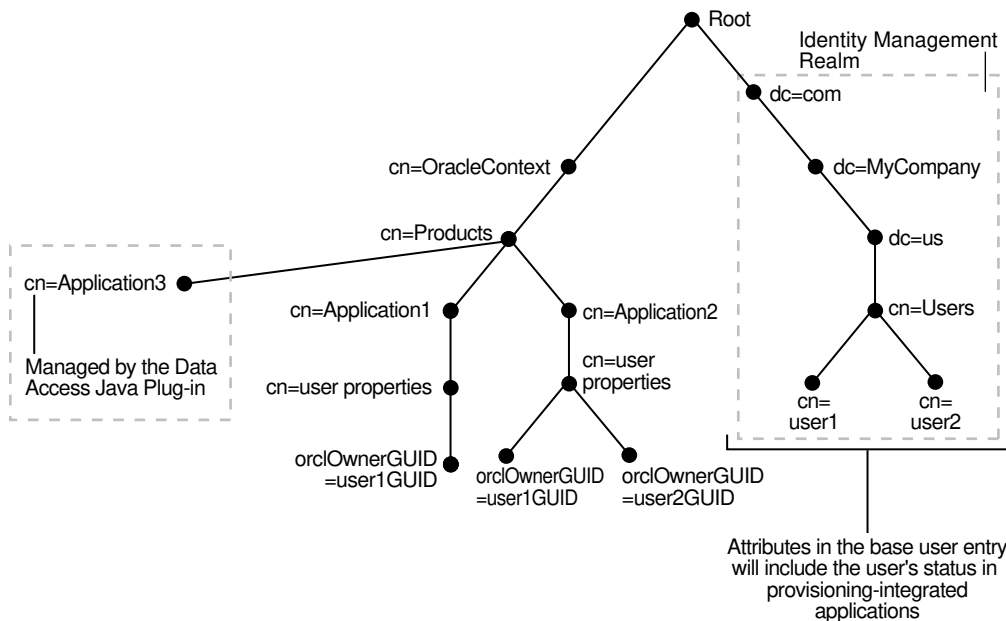 Root
Identity Management
Realm
dc=com
cn=OracleContext
dc=MyCompany
cn=Products
dc=us
cn=Application3
cn=Application1
cn=Application2
cn=Users
Managed by the Data
Access Java Plug-in
cn=user properties
cn=user
properties
cn=
user1
cn=
user2
orclOwnerGUID
=user1GUID
orclOwnerGUID
=user1GUID
orclOwnerGUID
=user2GUID
Attributes in the base user entry
will include the user's status in
provisioning-integrated
applications